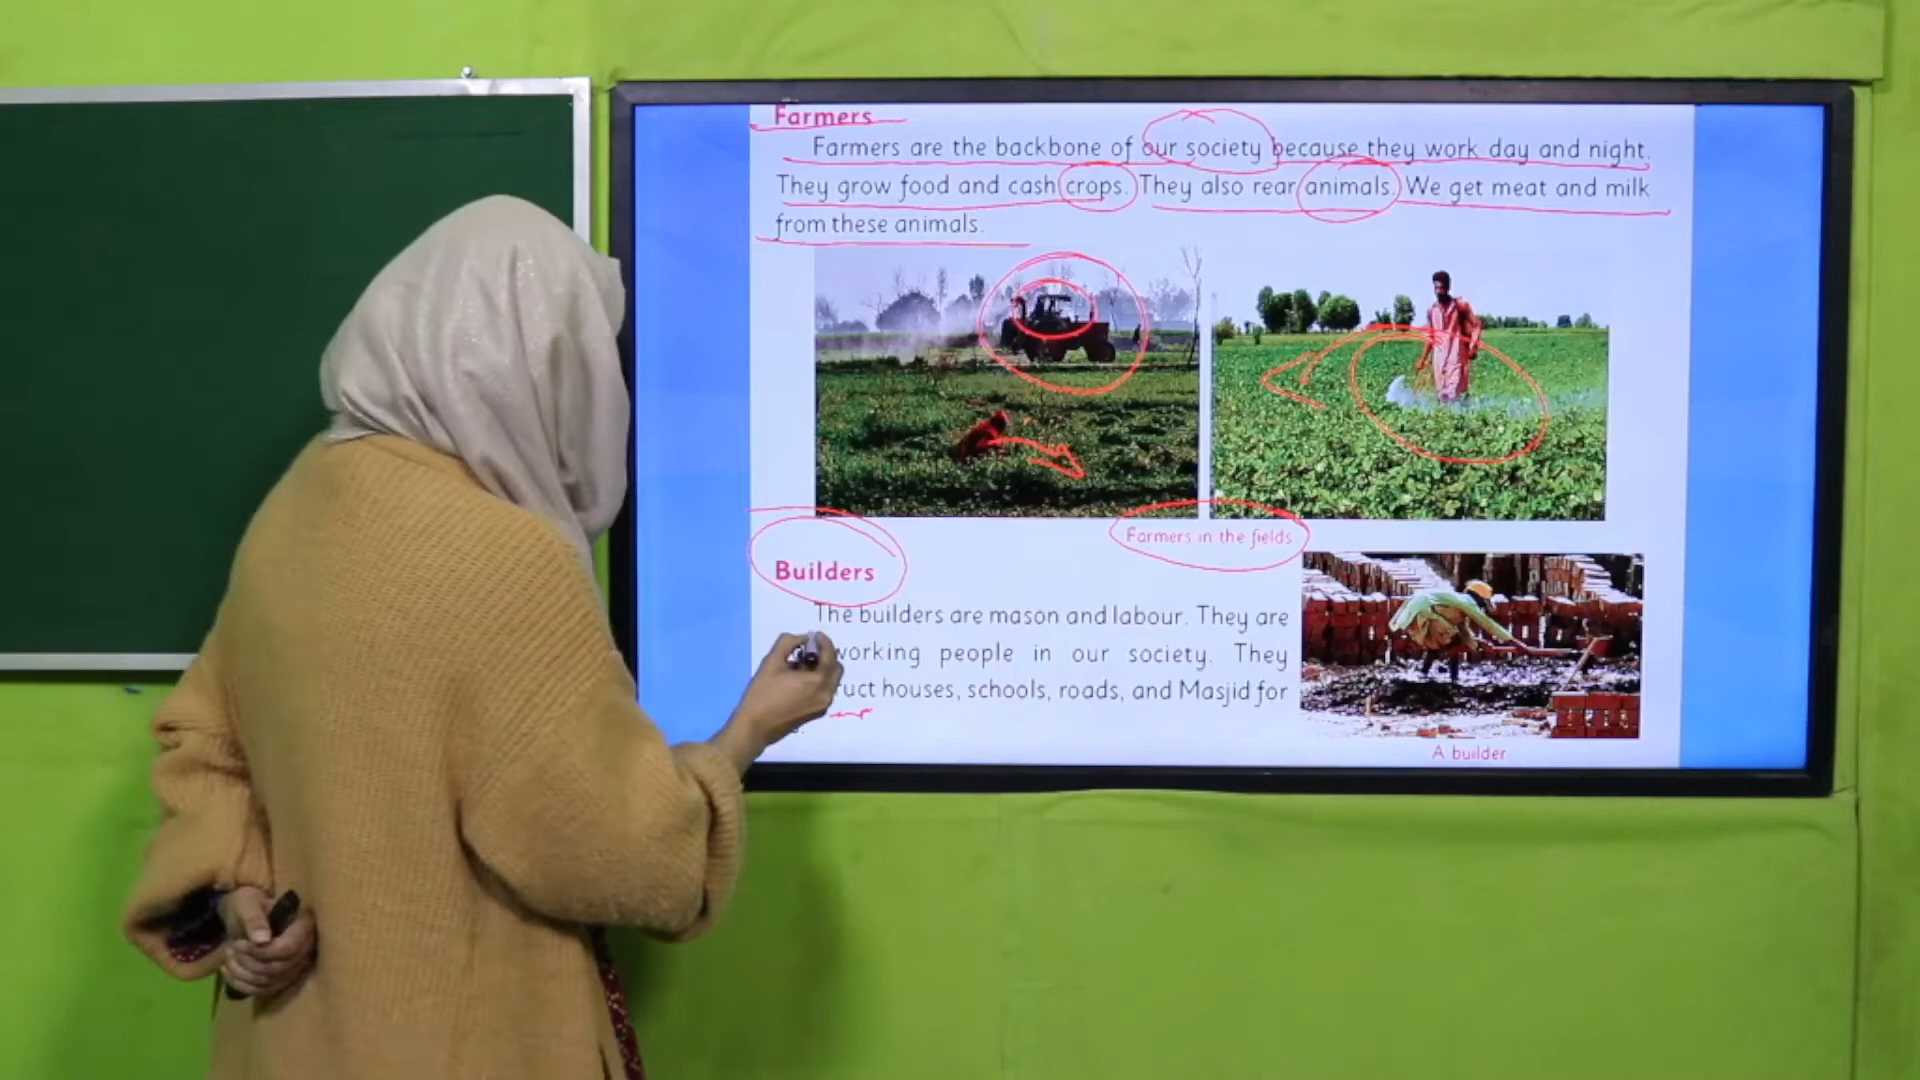 Farmers
Farmers are the backbone of our society because they work day and night.
They grow food and cash crops. They also rear animals. We get meat and milk
from these animals.
Farmers in the fields
Builders
The builders are mason and labour. They are
working people in our society. They
houses, schools, roads, and Masjid for
A builder